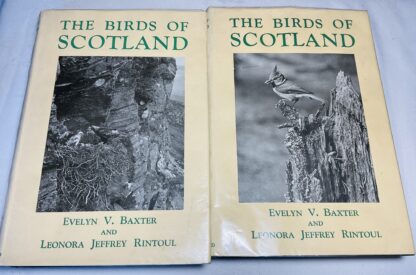 THE BIRDS OF
SCOTLAND
EVELYN V. BAXTER
AND
LEONORA JEFFREY RINTOUL
THE BIRDS OF
SCOTLAND
EVELYN V. BAXTER
AND
LEONORA JEFFREY RINTOUL